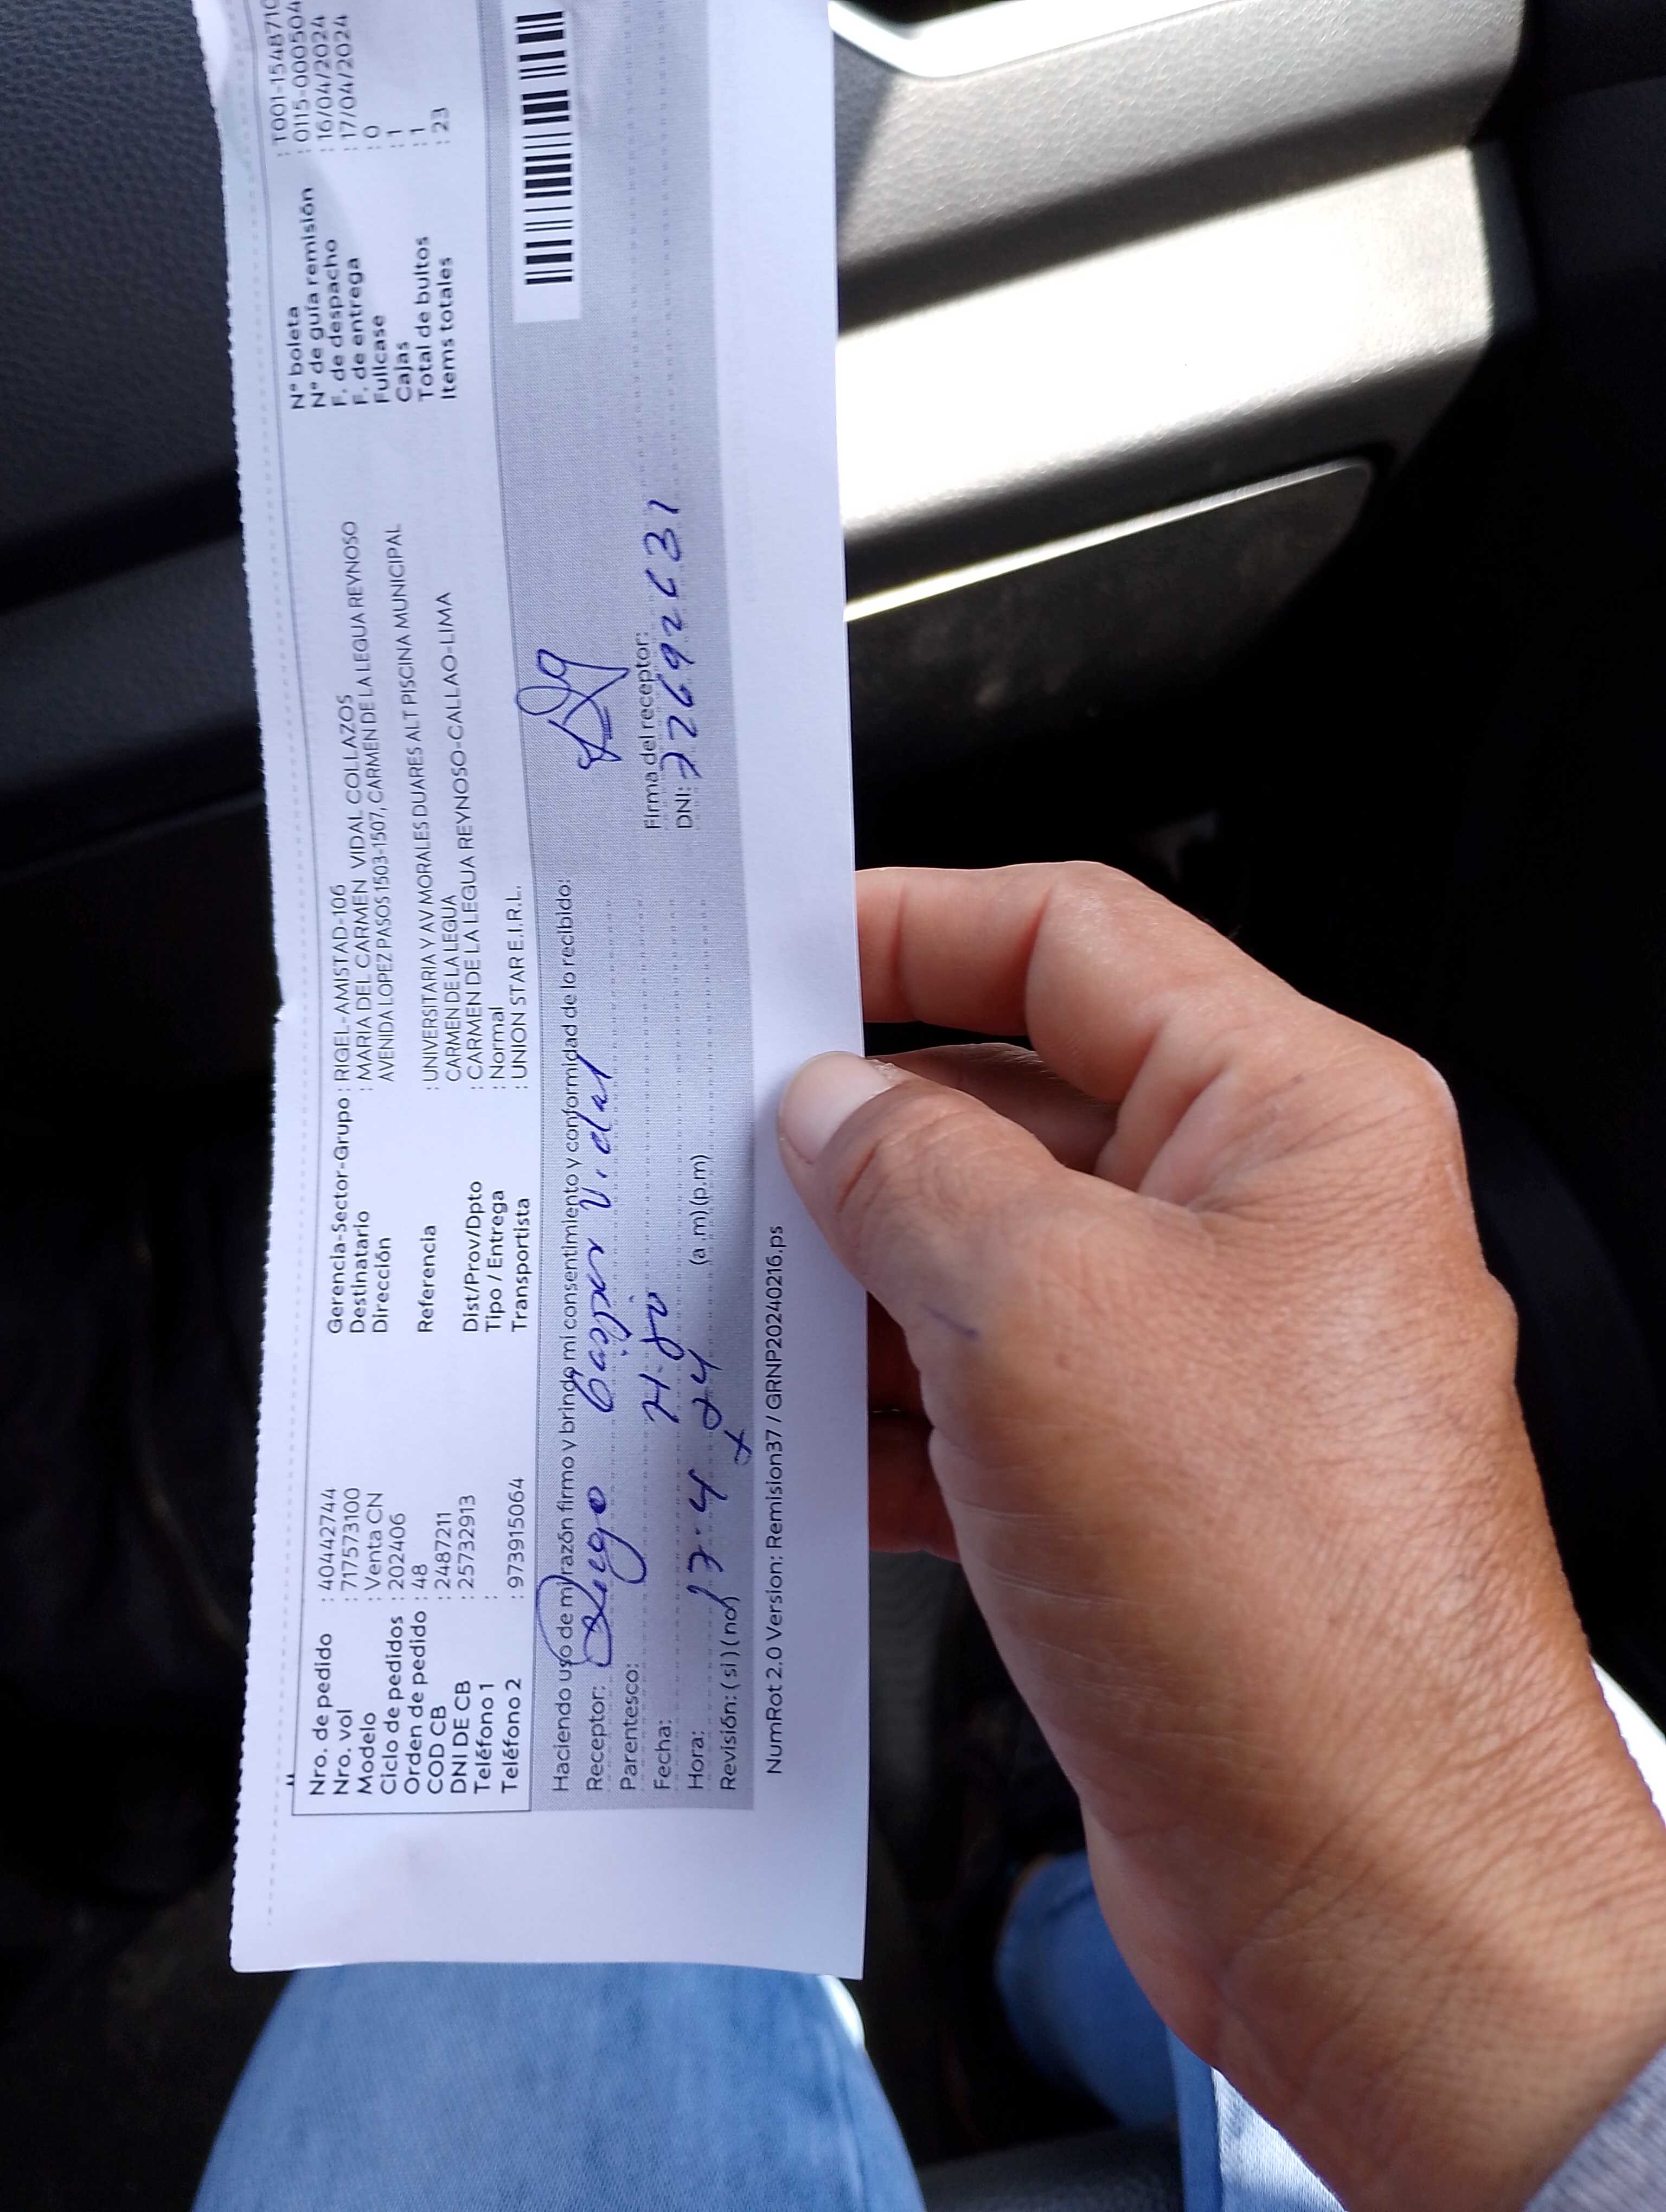 Nro. de pedido : 40442744
Nro. vol : 717573100
Modelo : Venta CN
Ciclo de pedidos : 202406
Orden de pedido : 48
COD CB : 2487211
DNI DE CB : 25732913
Teléfono 1 :
Teléfono 2 : 973915064
Gerencia-Sector-Grupo : RIGEL-AMISTAD-106
Destinatario : MARIA DEL CARMEN VIDAL COLLAZOS
Dirección AVENIDA LOPEZ PASOS 1503-1507, CARMEN DE LA LEGUA REYNOSO
Referencia : UNIVERSITARIA Y AV MORALES DUARES ALT PISCINA MUNICIPAL
CARMEN DE LA LEGUA
Dist/Prov/Dpto : CARMEN DE LA LEGUA REYNOSO-CALLAO-LIMA
Tipo / Entrega : Normal
Transportista : UNION STAR E.I.R.L.
N° boleta : T001-1548710
N° de guía remisión : 0115-000504
F. de despacho : 16/04/2024
F. de entrega : 17/04/2024
Fullcase : 0
Cajas : 1
Total de bultos : 1
Items totales : 23
Haciendo uso de mi razón firmo y brindo mi consentimiento y conformidad de lo recibido:
Receptor: Diego Casper Vidal
Parentesco:
Fecha:
Hora: 17.4 24 (a.m) (p.m)
Revisión: ( si ) ( no )
Firma del receptor:
DNI: 72692631
NumRot 2.0 Version: Remision37 / GRNP20240216.ps